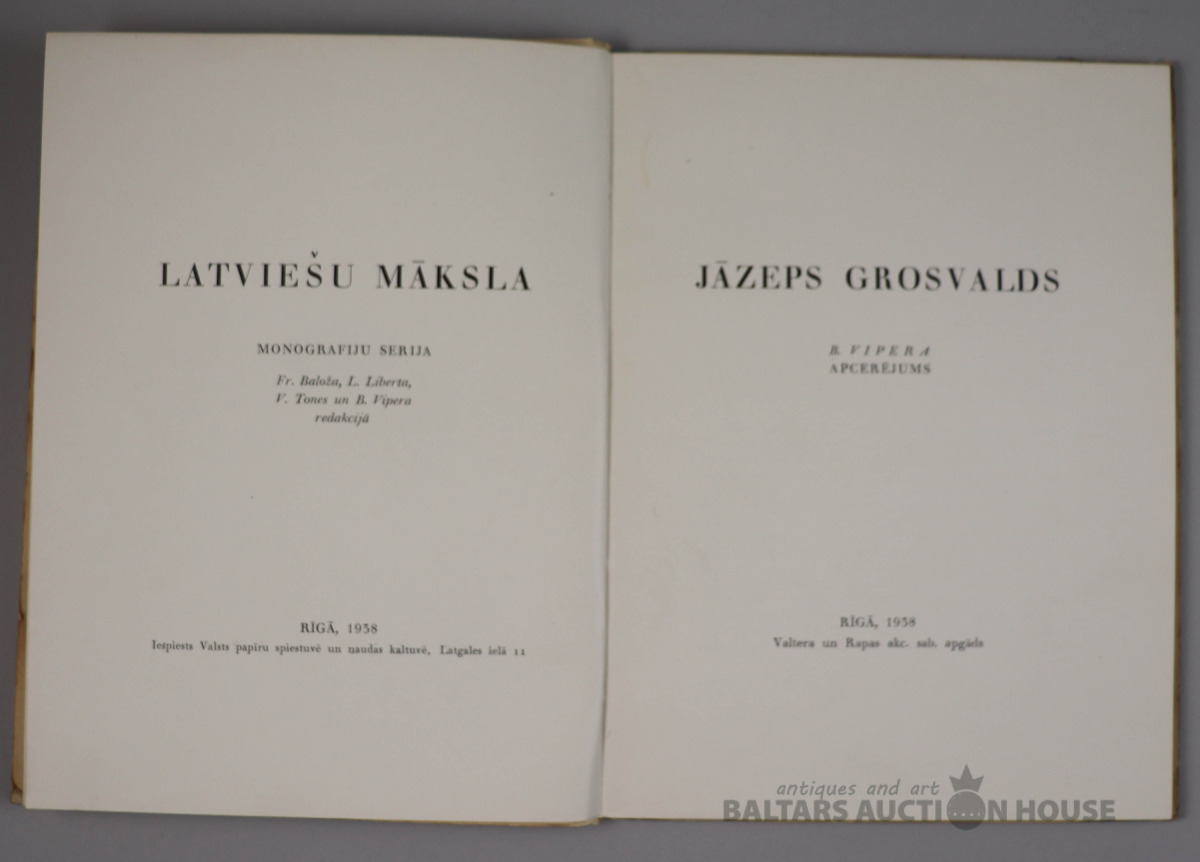 LATVIEŠU MĀKSLA
MONOGRAFIJU SERIJA
Fr. Baloža, L. Liberta,
V. Tones un B. Vipera
redakcijā
RĪGĀ, 1938
Iespiests Valsts papīru spiestuvē un naudas kaltuvē, Latgales ielā 11
JĀZEPS GROSVALDS
B. VIPERA
APCERĒJUMS
RĪGĀ, 1938
Valtera un Rapas akc. sab. apgāds
antiques and art
BALTARS AUCTION HOUSE